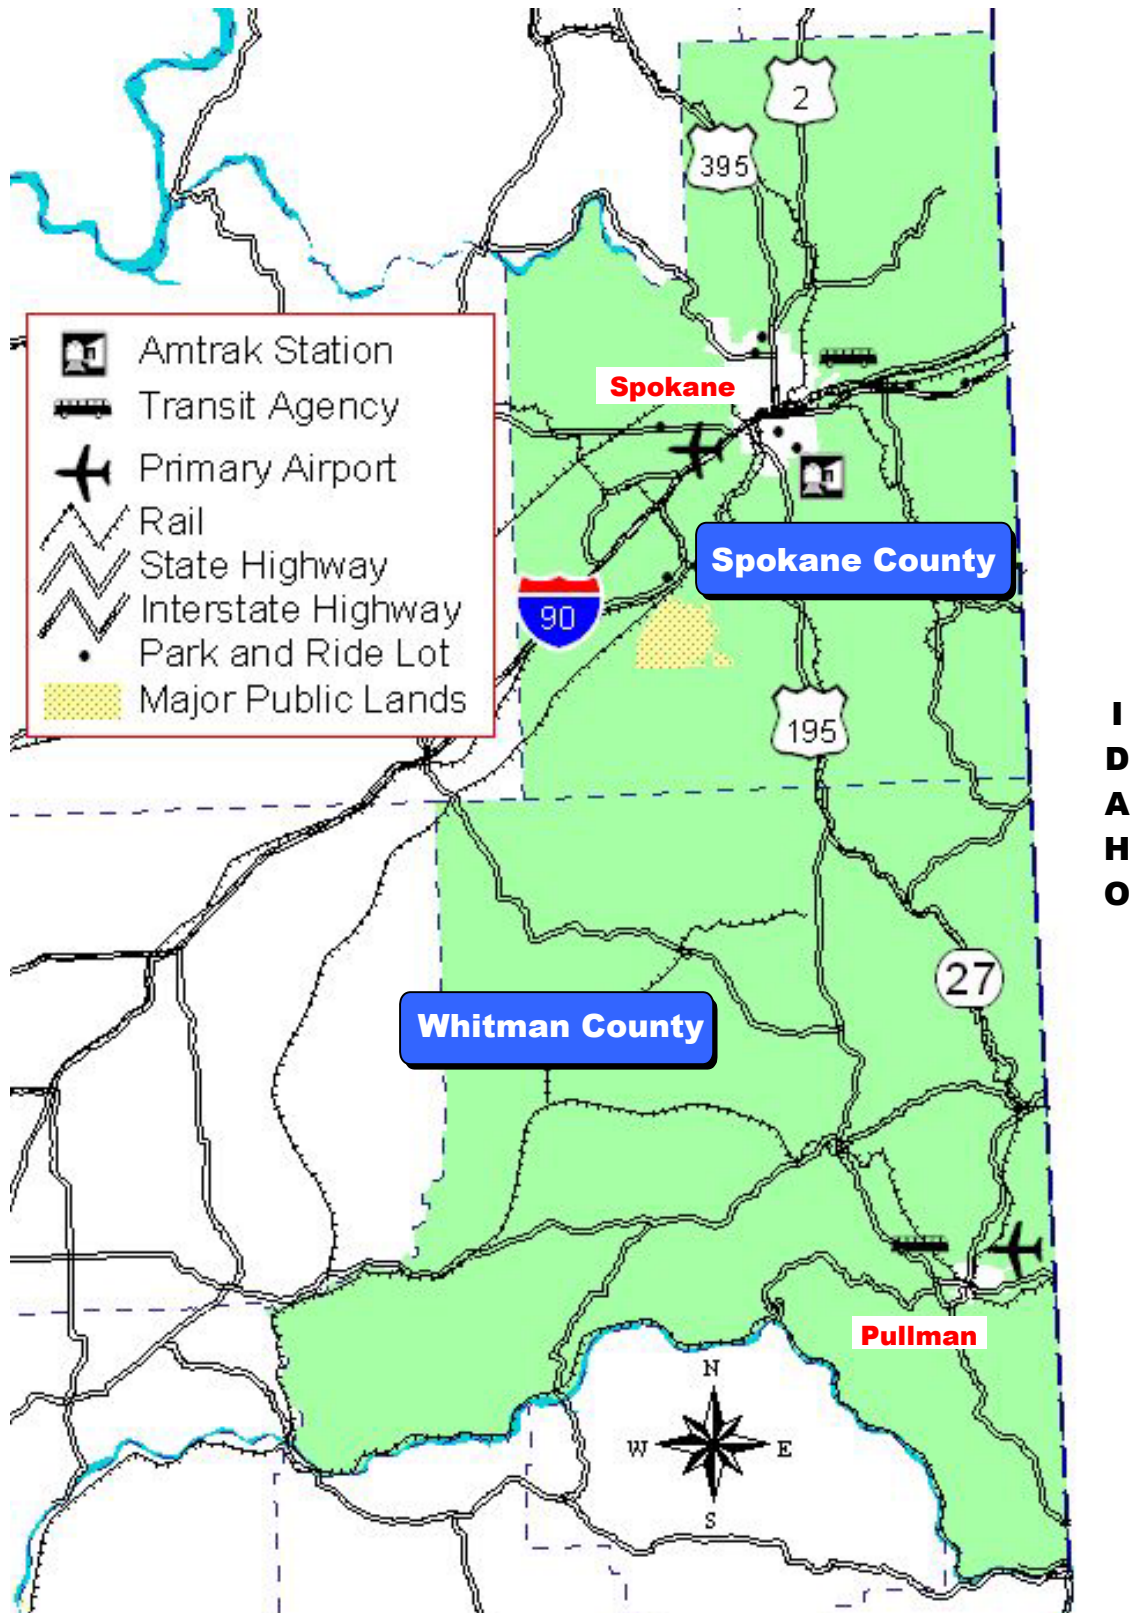 2
395
Amtrak Station
Transit Agency
Primary Airport
Rail
State Highway
Interstate Highway
Park and Ride Lot
Major Public Lands
Spokane
Spokane County
90
195
I
D
A
H
O
27
Whitman County
Pullman
N
W
E
S